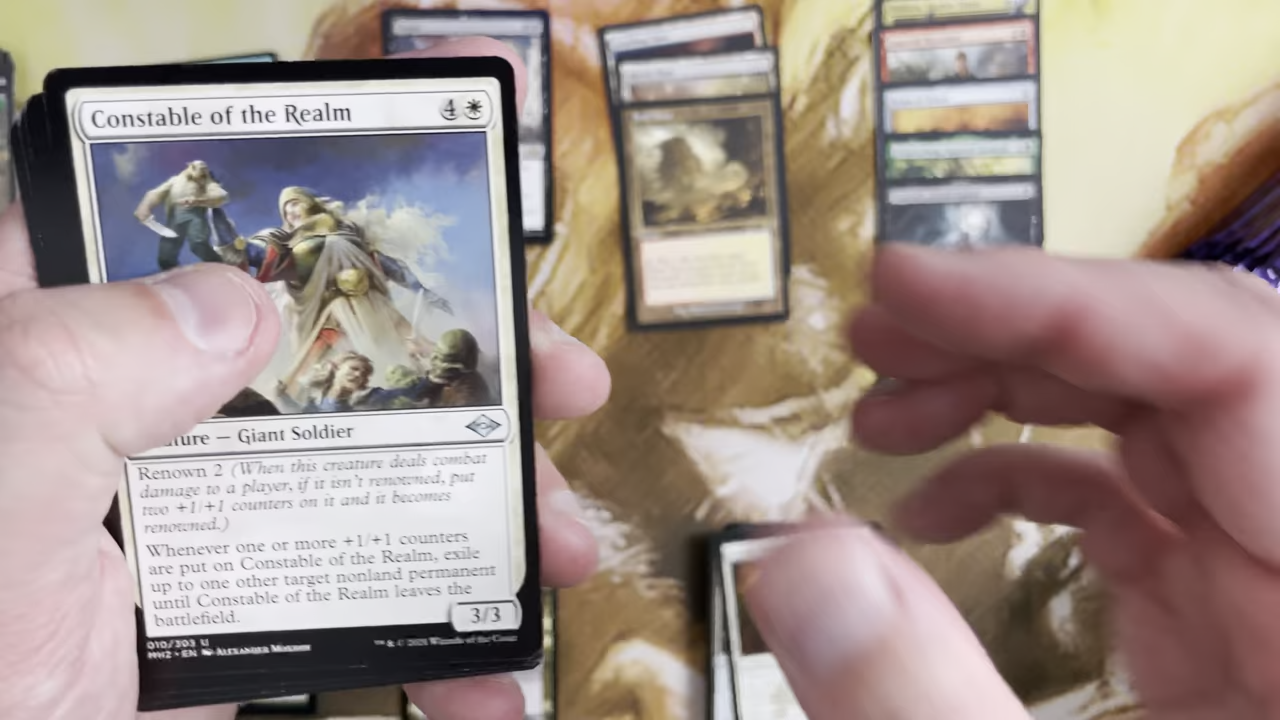 Constable of the Realm 4
ture — Giant Soldier
Renown 2 (When this creature deals combat
damage to a player, if it isn't renowned, put
two +1/+1 counters on it and it becomes
renowned.)
Whenever one or more +1/+1 counters
are put on Constable of the Realm, exile
up to one other target nonland permanent
until Constable of the Realm leaves the
battlefield.
3/3
010/303 U
MH2 • EN Alexander Mokhov
™ & © 2021 Wizards of the Coast